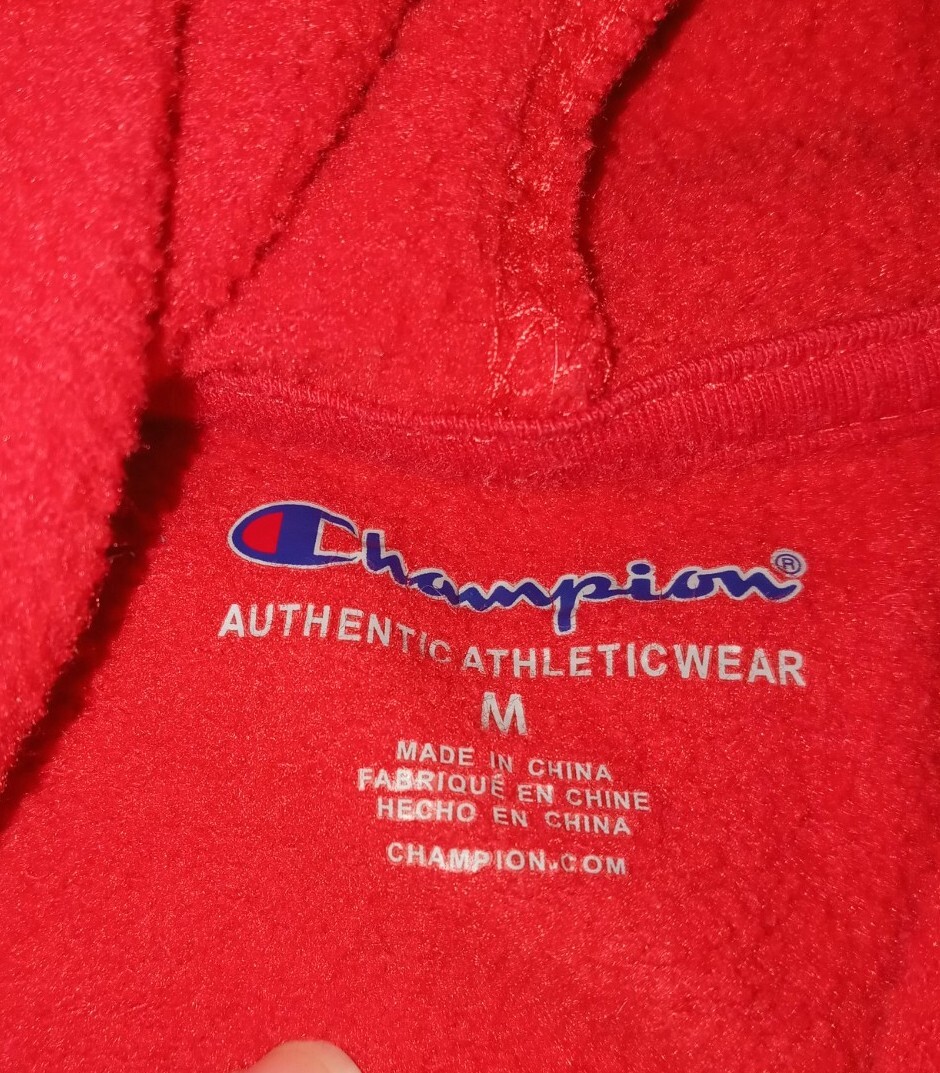 Champion®
AUTHENTIC ATHLETICWEAR
M
MADE IN CHINA
FABRIQUÉ EN CHINE
HECHO EN CHINA
CHAMPION.COM